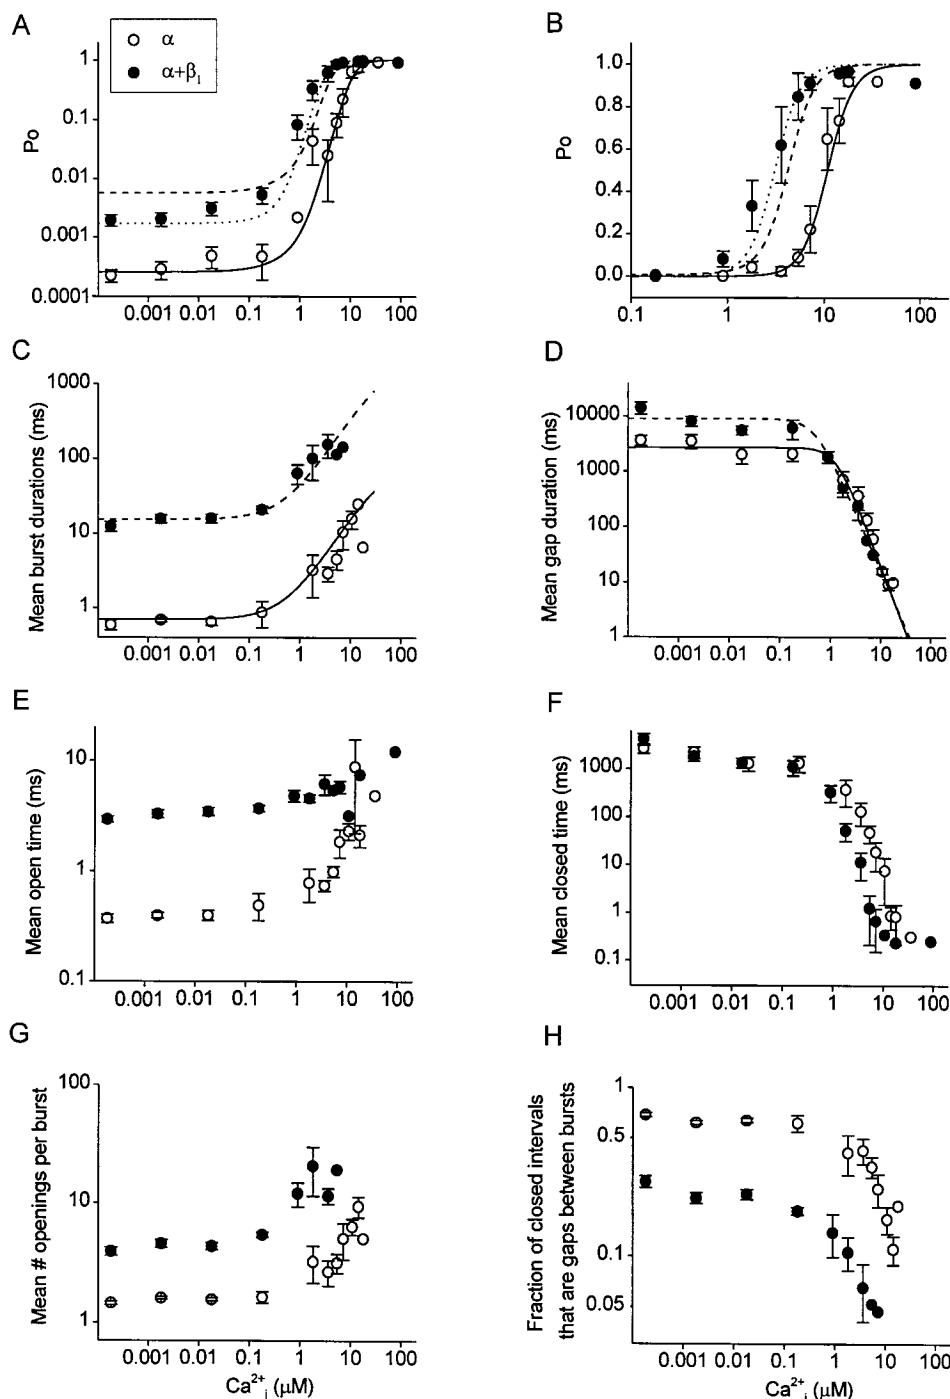 A
α
α+β1
Po
1
0.1
0.01
0.001
0.0001
0.001 0.01 0.1 1 10 100
B
Po
1.0
0.8
0.6
0.4
0.2
0.0
0.1 1 10 100
C
Mean burst durations (ms)
1000
100
10
1
0.001 0.01 0.1 1 10 100
D
Mean gap duration (ms)
10000
1000
100
10
1
0.001 0.01 0.1 1 10 100
E
Mean open time (ms)
10
1
0.1
0.001 0.01 0.1 1 10 100
F
Mean closed time (ms)
1000
100
10
1
0.1
0.001 0.01 0.1 1 10 100
G
Mean # openings per burst
100
10
1
0.001 0.01 0.1 1 10 100
Ca2+i (μM)
H
Fraction of closed intervals
that are gaps between bursts
1
0.5
0.1
0.05
0.001 0.01 0.1 1 10 100
Ca2+i (μM)